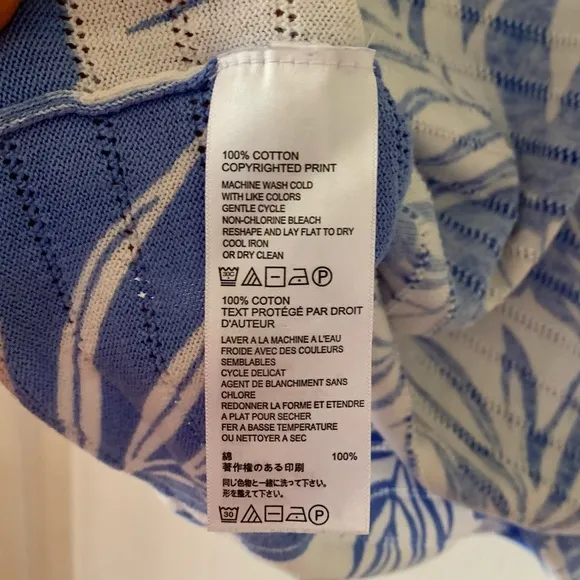 100% COTTON
COPYRIGHTED PRINT
MACHINE WASH COLD
WITH LIKE COLORS
GENTLE CYCLE
NON-CHLORINE BLEACH
RESHAPE AND LAY FLAT TO DRY
COOL IRON
OR DRY CLEAN
30C P
100% COTON
TEXT PROTÉGÉ PAR DROIT
D'AUTEUR
LAVER A LA MACHINE A L'EAU
FROIDE AVEC DES COULEURS
SEMBLABLES
CYCLE DELICAT
AGENT DE BLANCHIMENT SANS
CHLORE
REDONNER LA FORME ET ETENDRE
A PLAT POUR SECHER
FER A BASSE TEMPERATURE
OU NETTOYER A SEC
綿 100%
著作権のある印刷
同じ色物と一緒に洗って下さい。
形を整えて下さい。
30 P